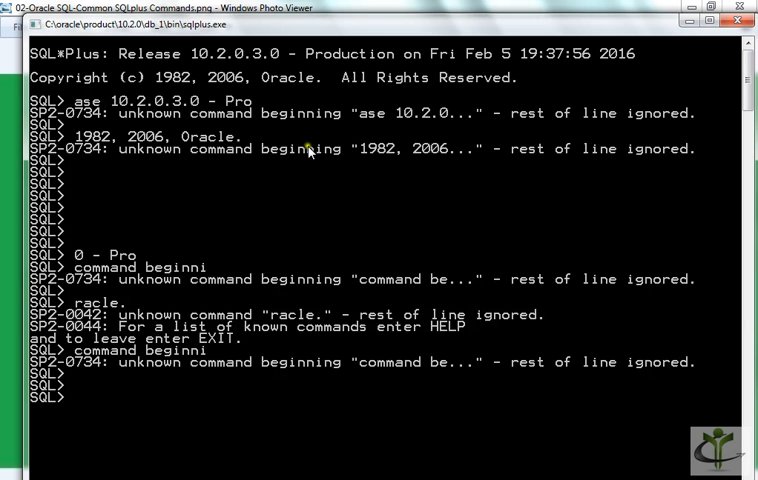 02-Oracle SQL-Common SQLplus Commands.png - Windows Photo Viewer
C:\oracle\product\10.2.0\db_1\bin\sqlplus.exe
SQL*Plus: Release 10.2.0.3.0 - Production on Fri Feb 5 19:37:56 2016
Copyright (c) 1982, 2006, Oracle.  All Rights Reserved.
SQL> ase 10.2.0.3.0 - Pro
SP2-0734: unknown command beginning "ase 10.2.0..." - rest of line ignored.
SQL>
SQL> 1982, 2006, Oracle.
SP2-0734: unknown command beginning "1982, 2006..." - rest of line ignored.
SQL>
SQL>
SQL>
SQL>
SQL>
SQL>
SQL>
SQL>
SQL> 0 - Pro
SQL> command beginni
SP2-0734: unknown command beginning "command be..." - rest of line ignored.
SQL>
SQL> racle.
SP2-0042: unknown command "racle." - rest of line ignored.
SP2-0044: For a list of known commands enter HELP
and to leave enter EXIT.
SQL> command beginni
SP2-0734: unknown command beginning "command be..." - rest of line ignored.
SQL>
SQL>
SQL>